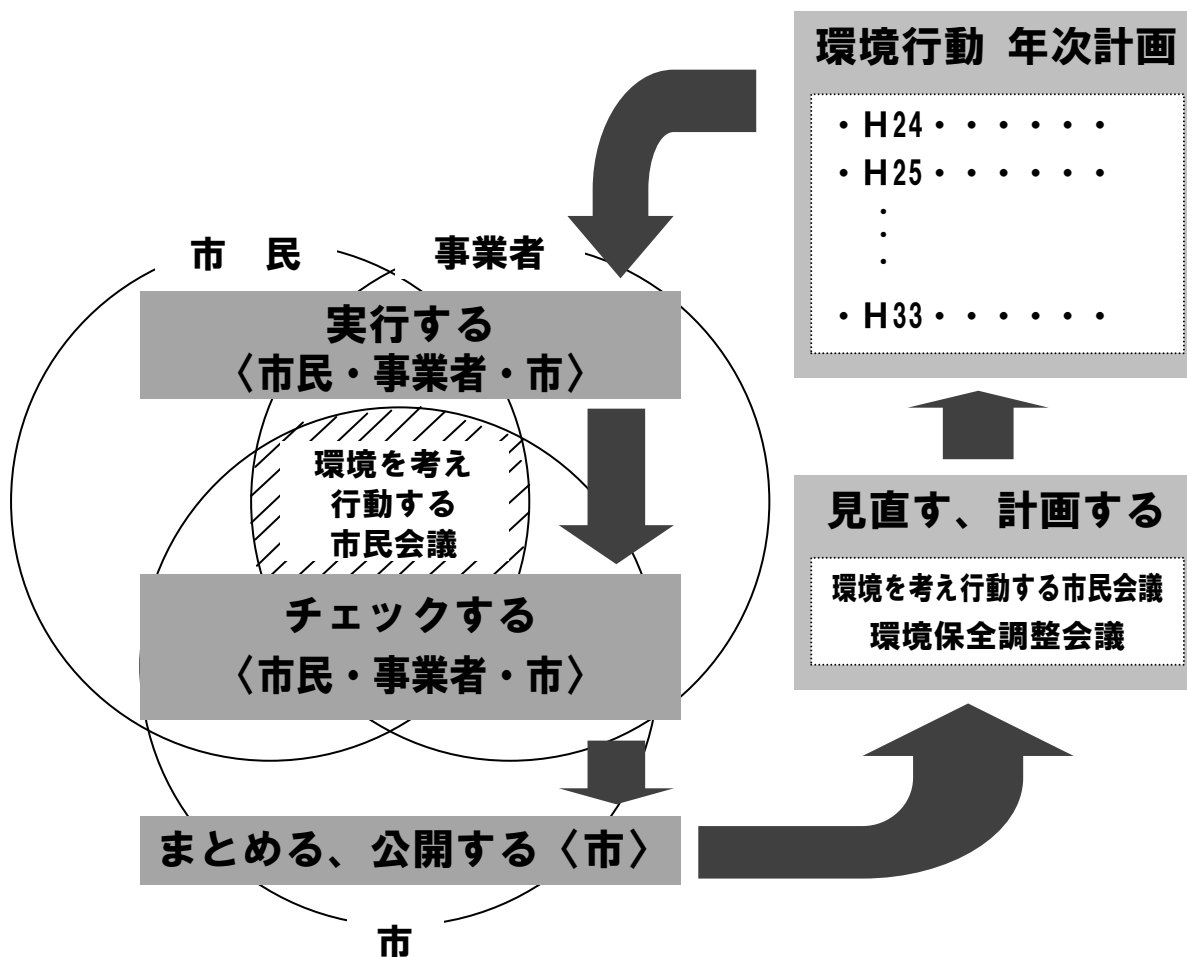 環境行動 年次計画
・H24・・・・・・
・H25・・・・・・
・
・
・
・H33・・・・・・
市 民
事業者
実行する
〈市民・事業者・市〉
環境を考え
行動する
市民会議
チェックする
〈市民・事業者・市〉
まとめる、公開する〈市〉
市
見直す、計画する
環境を考え行動する市民会議
環境保全調整会議